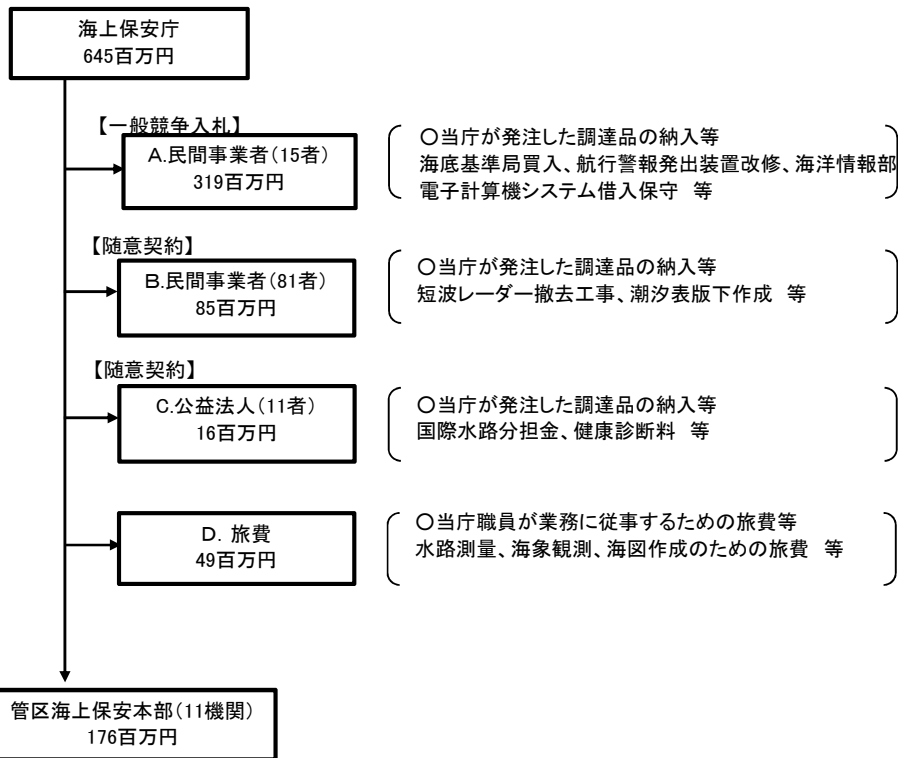 海上保安庁
645百万円
【一般競争入札】
A.民間事業者(15者)
319百万円
○当庁が発注した調達品の納入等
海底基準局買入、航行警報発出装置改修、海洋情報部
電子計算機システム借入保守 等
【随意契約】
B.民間事業者(81者)
85百万円
○当庁が発注した調達品の納入等
短波レーダー撤去工事、潮汐表版下作成 等
【随意契約】
C.公益法人(11者)
16百万円
○当庁が発注した調達品の納入等
国際水路分担金、健康診断料 等
D. 旅費
49百万円
○当庁職員が業務に従事するための旅費等
水路測量、海象観測、海図作成のための旅費 等
管区海上保安本部(11機関)
176百万円